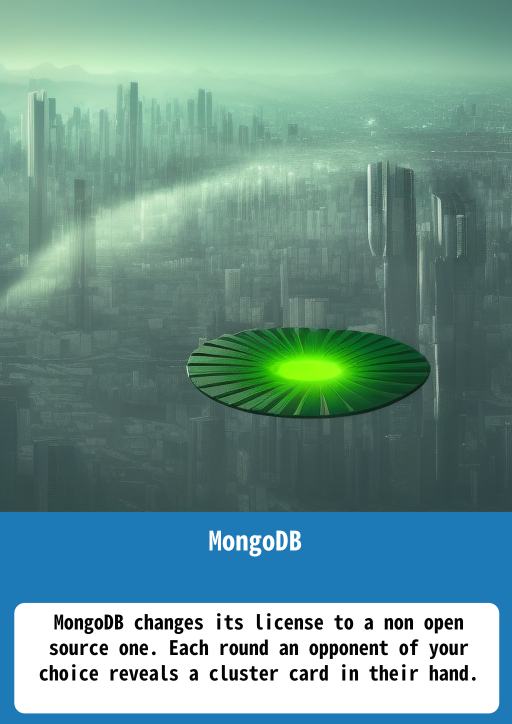 MongoDB
MongoDB changes its license to a non open
source one. Each round an opponent of your
choice reveals a cluster card in their hand.